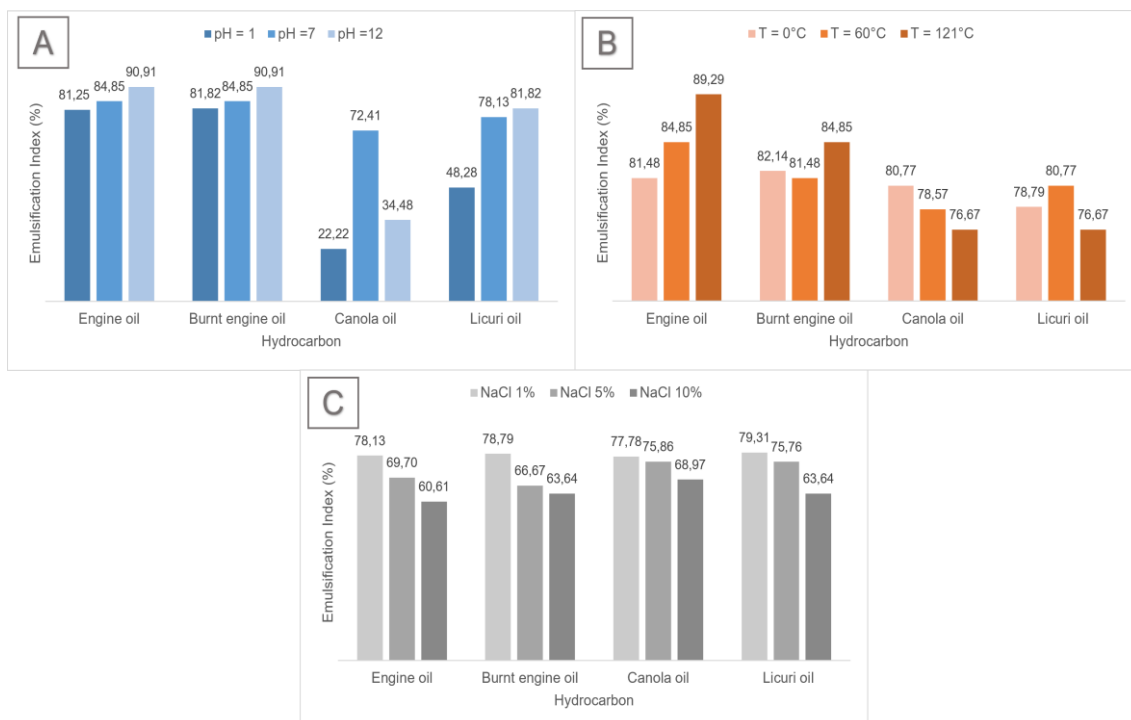 A
pH = 1 pH =7 pH =12
Emulsification Index (%)
81,25 84,85 90,91
81,82 84,85 90,91
22,22 72,41 34,48
48,28 78,13 81,82
Engine oil Burnt engine oil Canola oil Licuri oil
Hydrocarbon
B
T = 0°C T = 60°C T = 121°C
Emulsification Index (%)
81,48 84,85 89,29
82,14 81,48 84,85
80,77 78,57 76,67
78,79 80,77 76,67
Engine oil Burnt engine oil Canola oil Licuri oil
Hydrocarbon
C
NaCl 1% NaCl 5% NaCl 10%
Emulsification Index (%)
78,13 69,70 60,61
78,79 66,67 63,64
77,78 75,86 68,97
79,31 75,76 63,64
Engine oil Burnt engine oil Canola oil Licuri oil
Hydrocarbon